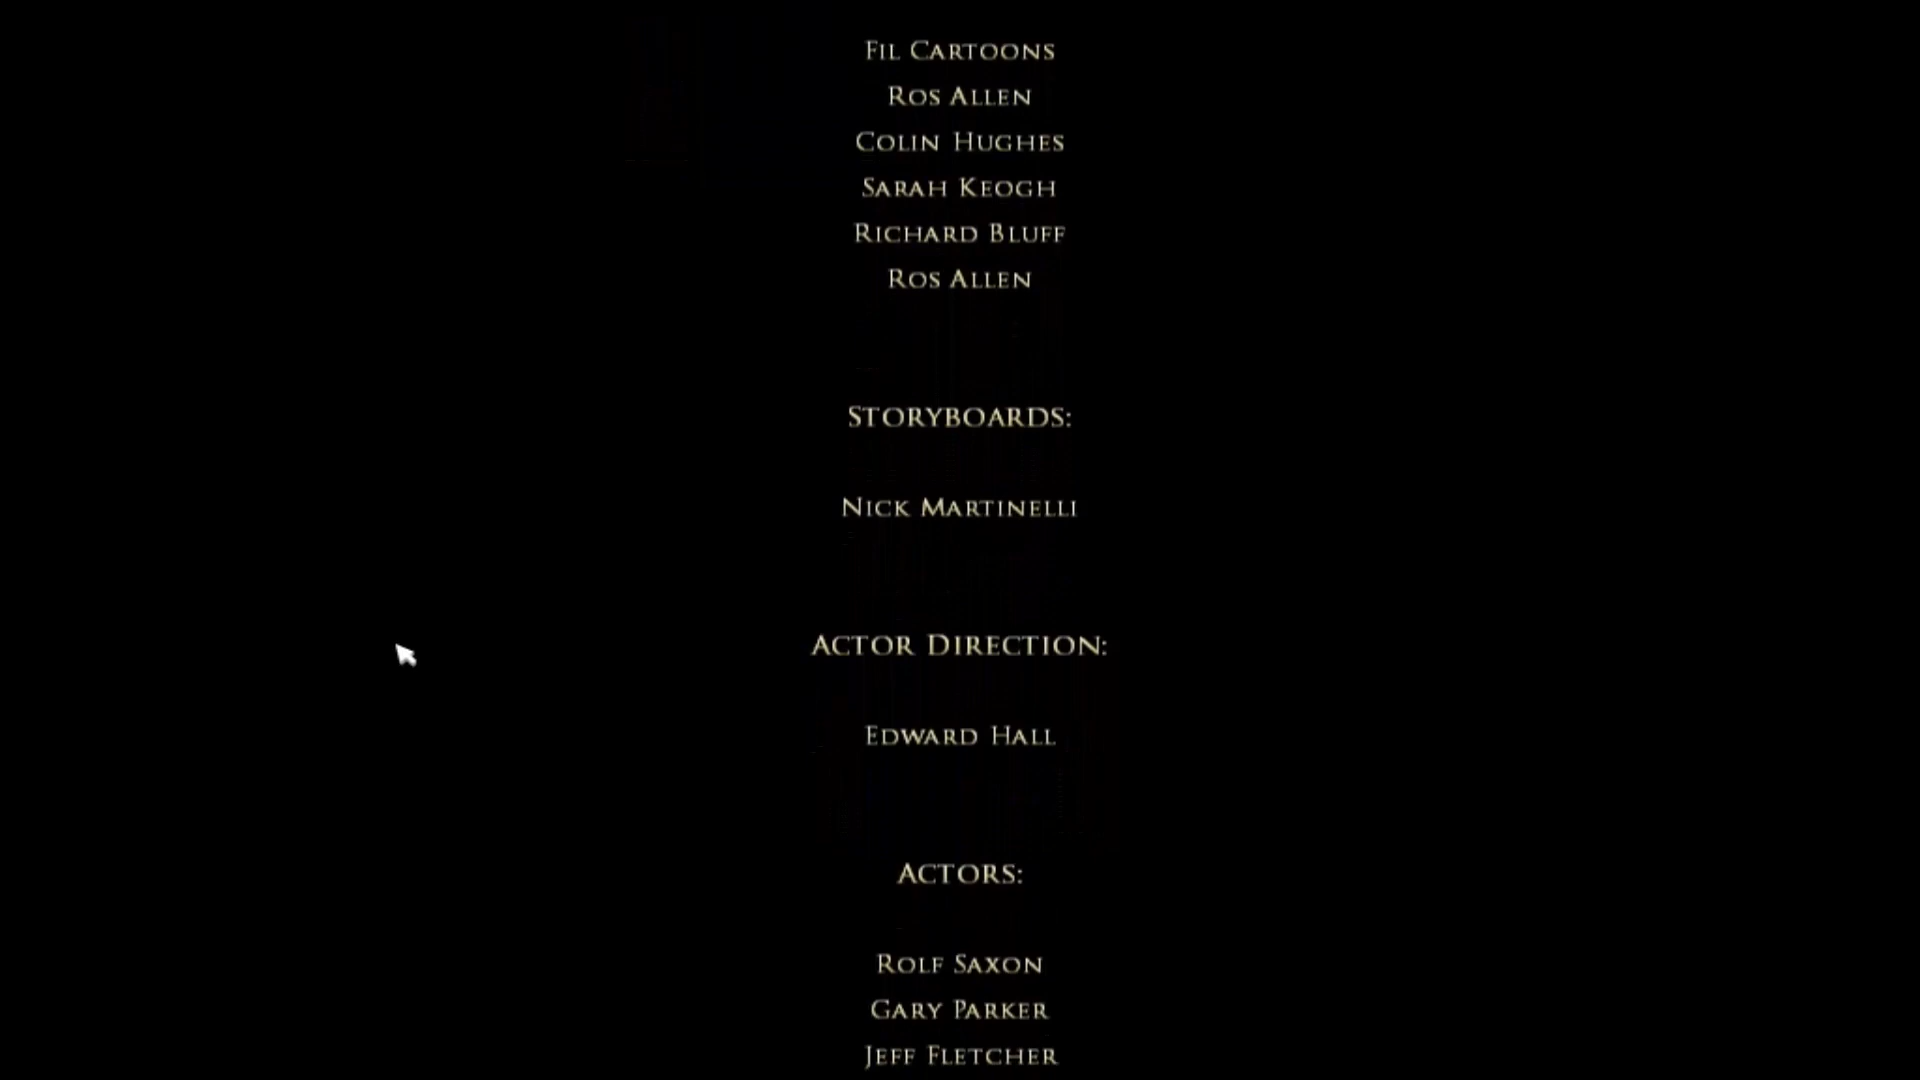 Fil Cartoons
Ros Allen
Colin Hughes
Sarah Keogh
Richard Bluff
Ros Allen
Storyboards:
Nick Martinelli
Actor Direction:
Edward Hall
Actors:
Rolf Saxon
Gary Parker
Jeff Fletcher